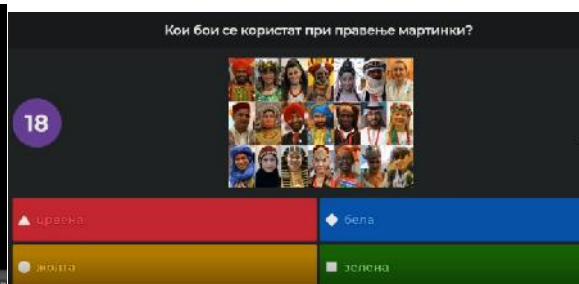 Кои бои се користат при правење мартинки?
18
црвена
бела
жолта
зелена